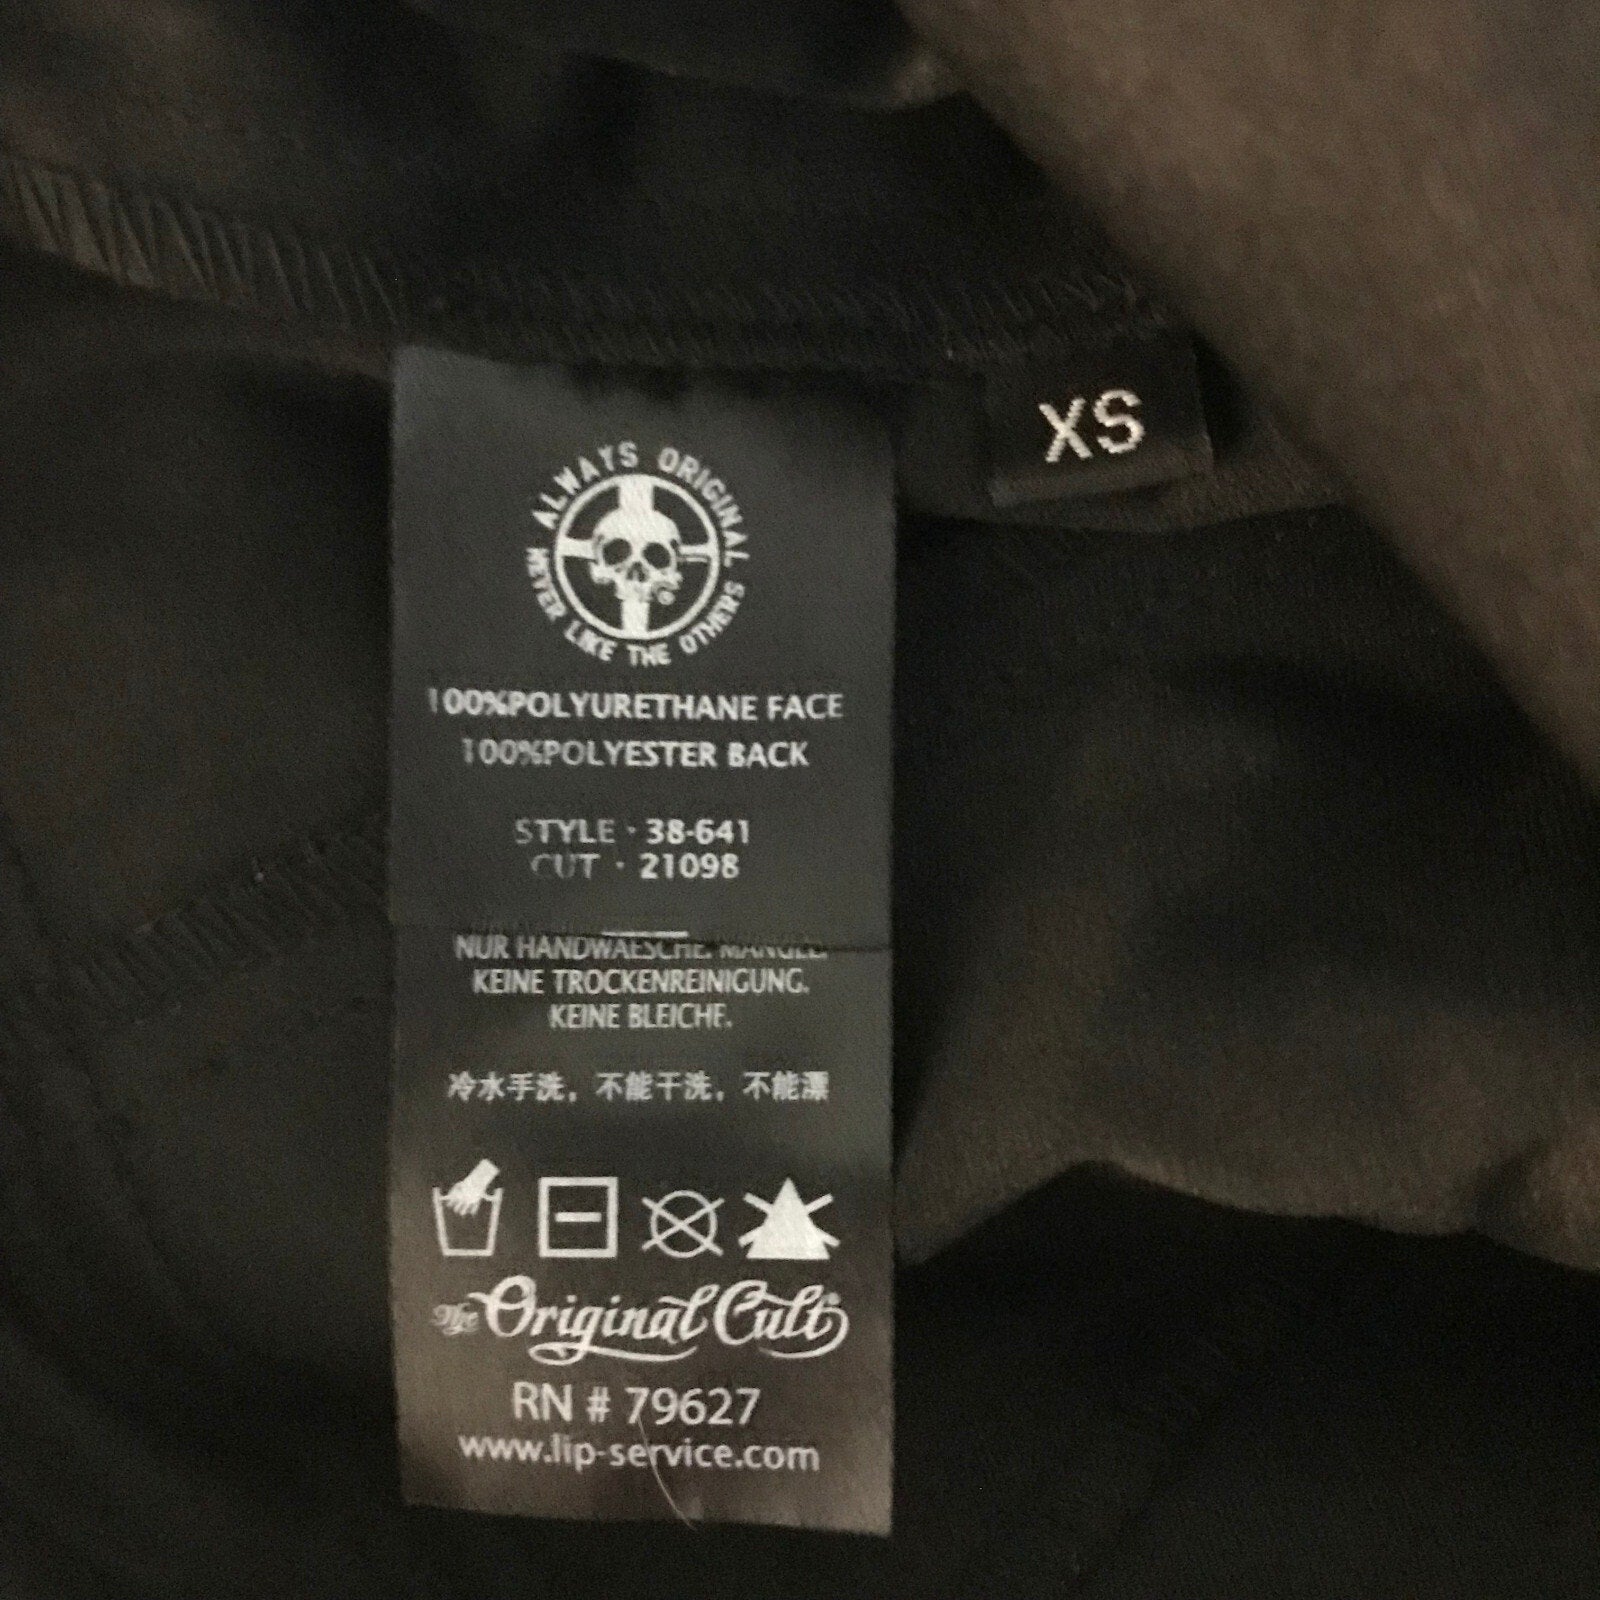 XS
ALWAYS ORIGINAL
NEVER LIKE THE OTHERS
100%POLYURETHANE FACE
100%POLYESTER BACK
STYLE · 38-641
CUT · 21098
NUR HANDWAESCHE. MANGLE.
KEINE TROCKENREINIGUNG.
KEINE BLEICHE.
冷水手洗，不能干洗，不能漂
The Original Cult®
RN # 79627
www.lip-service.com